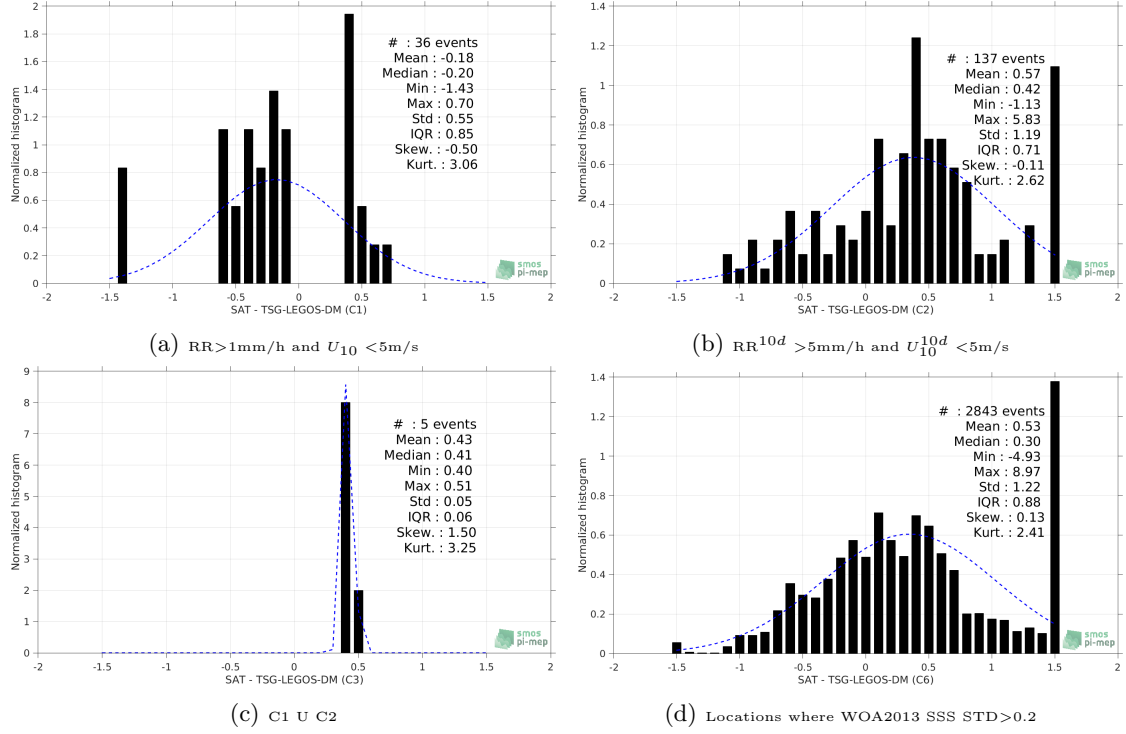 2
1.8
1.6
1.4
1.2
1
0.8
0.6
0.4
0.2
0
Normalized histogram
# : 36 events
Mean : -0.18
Median : -0.20
Min : -1.43
Max : 0.70
Std : 0.55
IQR : 0.85
Skew. : -0.50
Kurt. : 3.06
smos
pi-mep
-2 -1.5 -1 -0.5 0 0.5 1 1.5 2
SAT - TSG-LEGOS-DM (C1)
(a) RR>1mm/h and U10 <5m/s
1.4
1.2
1
0.8
0.6
0.4
0.2
0
Normalized histogram
# : 137 events
Mean : 0.57
Median : 0.42
Min : -1.13
Max : 5.83
Std : 1.19
IQR : 0.71
Skew. : -0.11
Kurt. : 2.62
smos
pi-mep
-2 -1.5 -1 -0.5 0 0.5 1 1.5 2
SAT - TSG-LEGOS-DM (C2)
(b) RR10d >5mm/h and U10d10 <5m/s
9
8
7
6
5
4
3
2
1
0
Normalized histogram
# : 5 events
Mean : 0.43
Median : 0.41
Min : 0.40
Max : 0.51
Std : 0.05
IQR : 0.06
Skew. : 1.50
Kurt. : 3.25
smos
pi-mep
-2 -1.5 -1 -0.5 0 0.5 1 1.5 2
SAT - TSG-LEGOS-DM (C3)
(c) C1 U C2
1.4
1.2
1
0.8
0.6
0.4
0.2
0
Normalized histogram
# : 2843 events
Mean : 0.53
Median : 0.30
Min : -4.93
Max : 8.97
Std : 1.22
IQR : 0.88
Skew. : 0.13
Kurt. : 2.41
smos
pi-mep
-2 -1.5 -1 -0.5 0 0.5 1 1.5 2
SAT - TSG-LEGOS-DM (C6)
(d) Locations where WOA2013 SSS STD>0.2